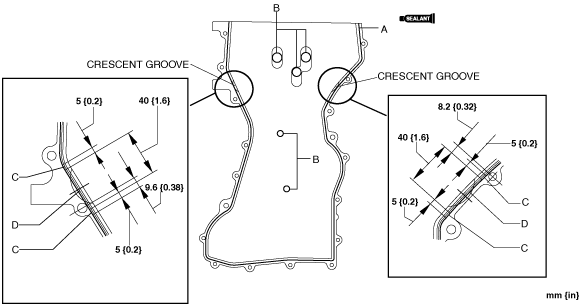 B
A
SEALANT
CRESCENT GROOVE
CRESCENT GROOVE
5 {0.2}
40 {1.6}
C
D
C
9.6 {0.38}
5 {0.2}
B
8.2 {0.32}
40 {1.6}
5 {0.2}
5 {0.2}
C
D
C
mm {in}